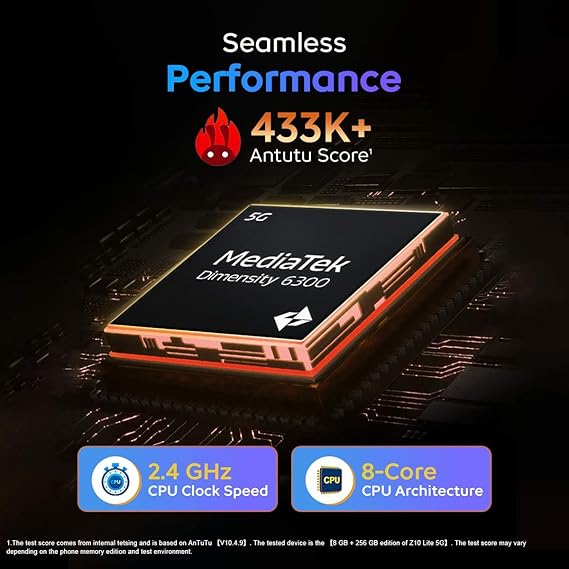 Seamless
Performance
433K+
Antutu Score¹
5G
MediaTek
Dimensity 6300
2.4 GHz
CPU Clock Speed
CPU
8-Core
CPU Architecture
CPU
1.The test score comes from internal tetsing and is based on AnTuTu 【V10.4.9】. The tested device is the 【8 GB + 256 GB edition of Z10 Lite 5G】. The test score may vary
depending on the phone memory edition and test environment.